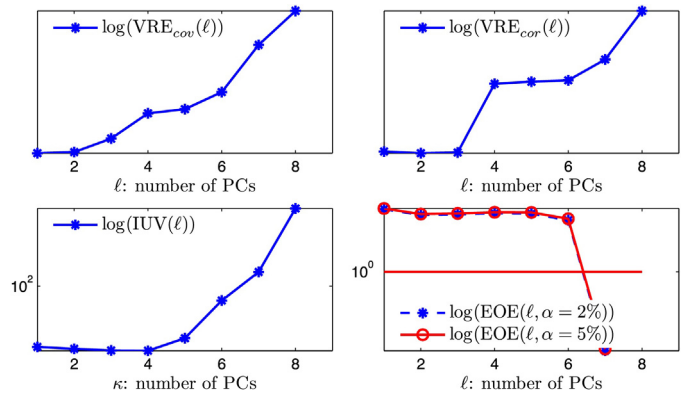 log(VRE_cov(ℓ))
2 4 6 8
ℓ: number of PCs
log(VRE_cor(ℓ))
2 4 6 8
ℓ: number of PCs
log(IUV(ℓ))
10^2
2 4 6 8
κ: number of PCs
10^0
log(EOE(ℓ, α = 2%))
log(EOE(ℓ, α = 5%))
2 4 6 8
ℓ: number of PCs